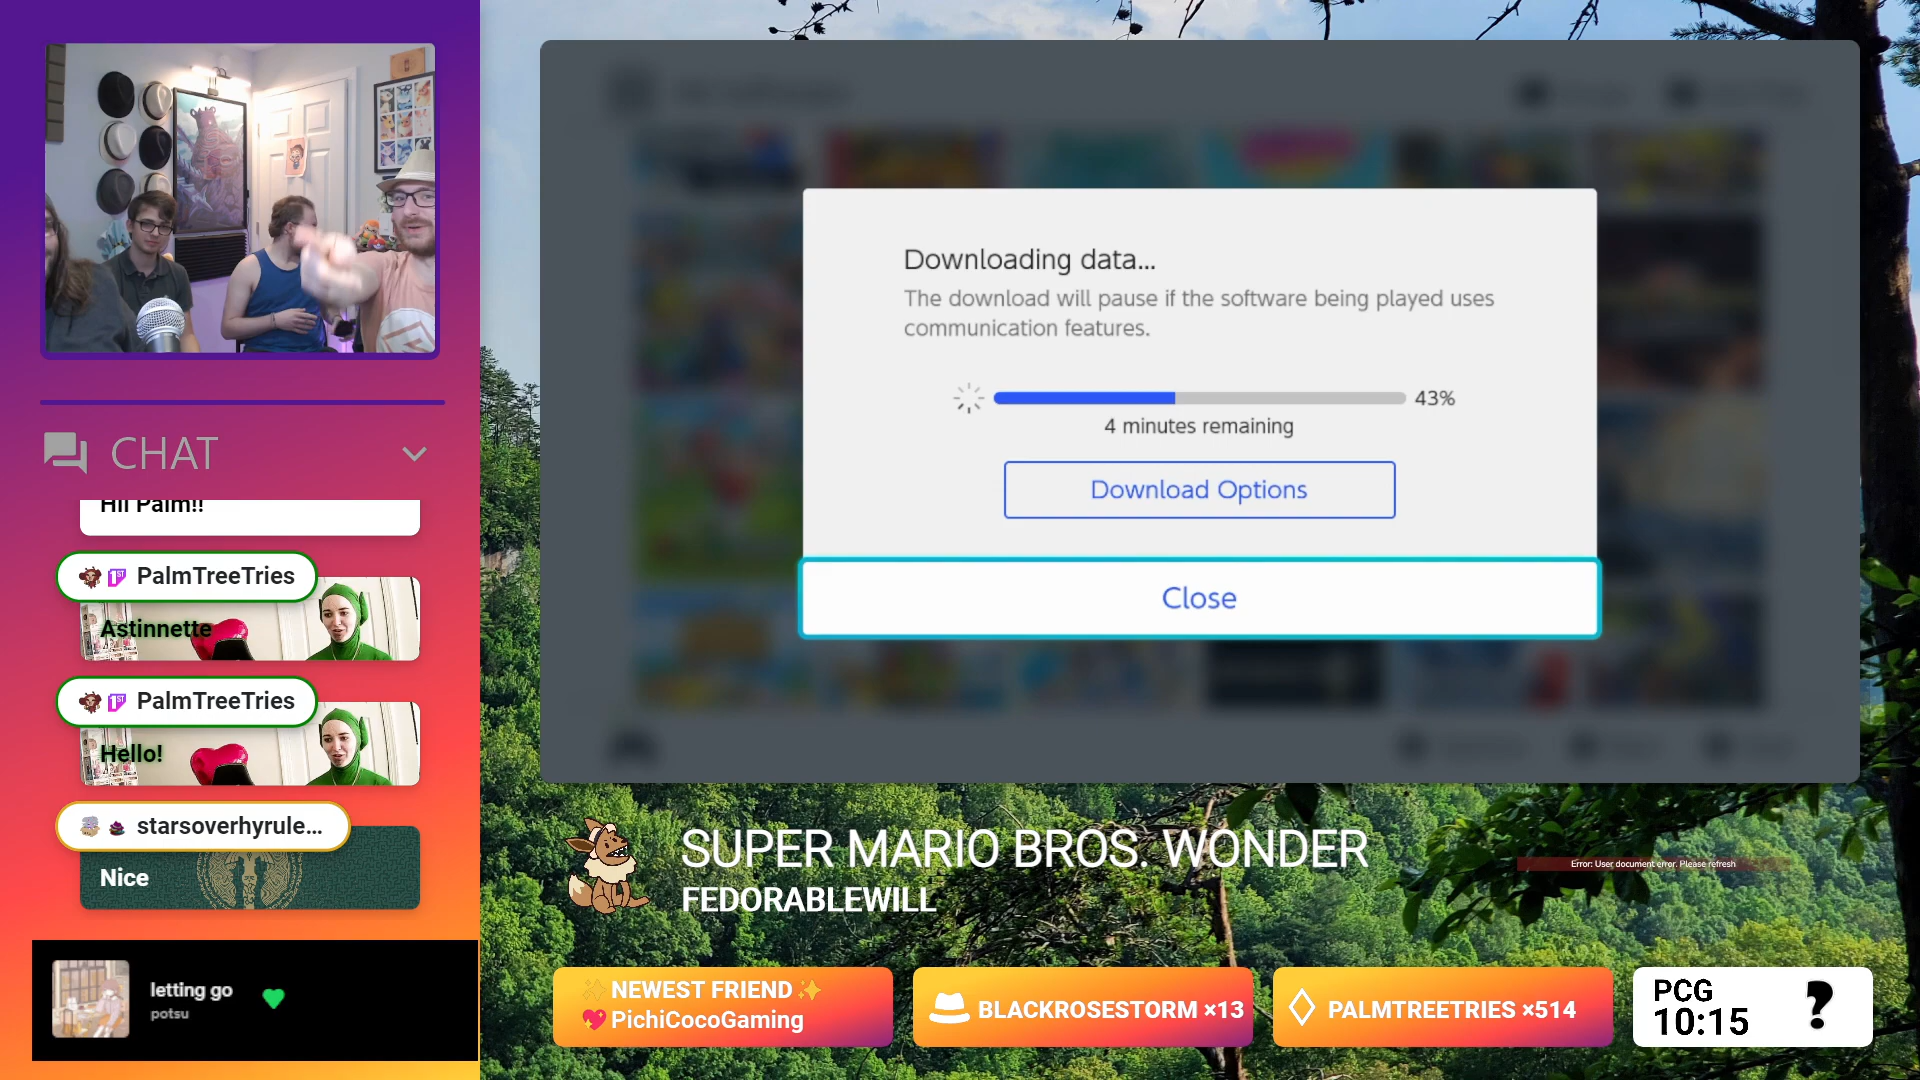 CHAT
Hii Palm!!
PalmTreeTries
Astinnette
PalmTreeTries
Hello!
starsoverhyrule...
Nice
letting go
potsu
Downloading data...
The download will pause if the software being played uses
communication features.
43%
4 minutes remaining
Download Options
Close
SUPER MARIO BROS. WONDER
FEDORABLEWILL
Error: User document error. Please refresh
NEWEST FRIEND
PichiCocoGaming
BLACKROSESTORM ×13
PALMTREETRIES ×514
PCG
10:15
?